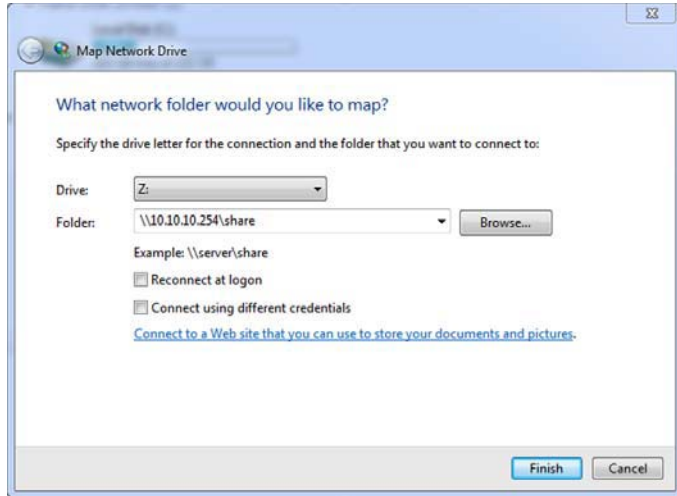 Map Network Drive
What network folder would you like to map?
Specify the drive letter for the connection and the folder that you want to connect to:
Drive: Z:
Folder: \\10.10.10.254\share Browse...
Example: \\server\share
Reconnect at logon
Connect using different credentials
Connect to a Web site that you can use to store your documents and pictures.
Finish Cancel